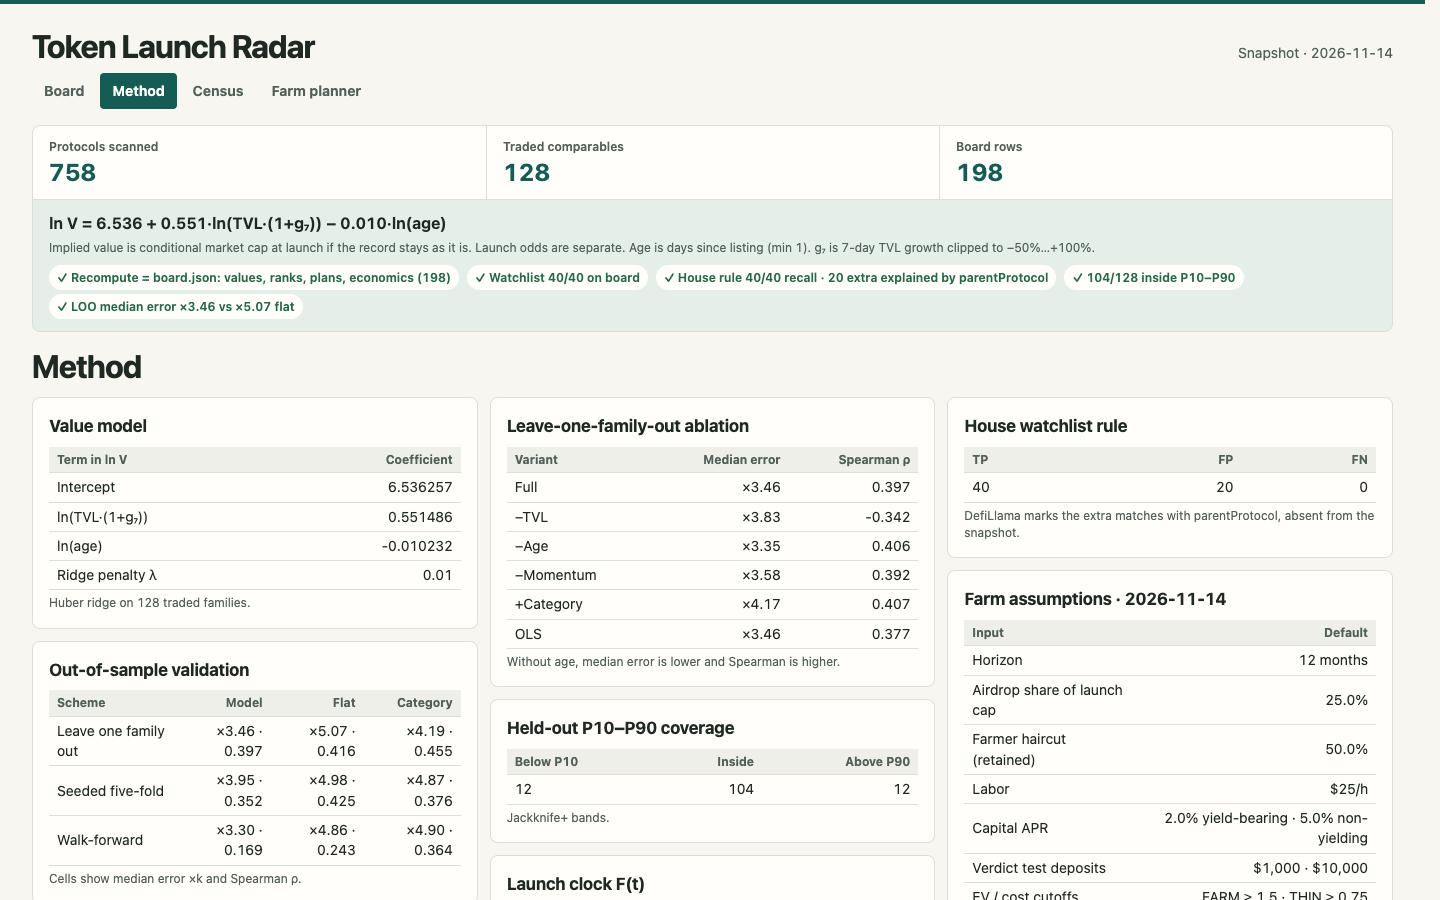 Token Launch Radar
Snapshot · 2026-11-14
Board Method Census Farm planner
Protocols scanned
758
Traded comparables
128
Board rows
198
ln V = 6.536 + 0.551·ln(TVL·(1+g₇)) − 0.010·ln(age)
Implied value is conditional market cap at launch if the record stays as it is. Launch odds are separate. Age is days since listing (min 1). g₇ is 7-day TVL growth clipped to −50%…+100%.
✓ Recompute = board.json: values, ranks, plans, economics (198)
✓ Watchlist 40/40 on board
✓ House rule 40/40 recall · 20 extra explained by parentProtocol
✓ 104/128 inside P10–P90
✓ LOO median error ×3.46 vs ×5.07 flat
Method
Value model
Term in ln V Coefficient
Intercept 6.536257
ln(TVL·(1+g₇)) 0.551486
ln(age) -0.010232
Ridge penalty λ 0.01
Huber ridge on 128 traded families.
Out-of-sample validation
Scheme Model Flat Category
Leave one family out ×3.46 · 0.397 ×5.07 · 0.416 ×4.19 · 0.455
Seeded five-fold ×3.95 · 0.352 ×4.98 · 0.425 ×4.87 · 0.376
Walk-forward ×3.30 · 0.169 ×4.86 · 0.243 ×4.90 · 0.364
Cells show median error ×k and Spearman ρ.
Leave-one-family-out ablation
Variant Median error Spearman ρ
Full ×3.46 0.397
−TVL ×3.83 -0.342
−Age ×3.35 0.406
−Momentum ×3.58 0.392
+Category ×4.17 0.407
OLS ×3.46 0.377
Without age, median error is lower and Spearman is higher.
Held-out P10–P90 coverage
Below P10 Inside Above P90
12 104 12
Jackknife+ bands.
Launch clock F(t)
House watchlist rule
TP FP FN
40 20 0
DefiLlama marks the extra matches with parentProtocol, absent from the
snapshot.
Farm assumptions · 2026-11-14
Input Default
Horizon 12 months
Airdrop share of launch cap 25.0%
Farmer haircut (retained) 50.0%
Labor $25/h
Capital APR 2.0% yield-bearing · 5.0% non-yielding
Verdict test deposits $1,000 · $10,000
EV / cost cutoffs FARM ≥ 1.5 · THIN ≥ 0.75